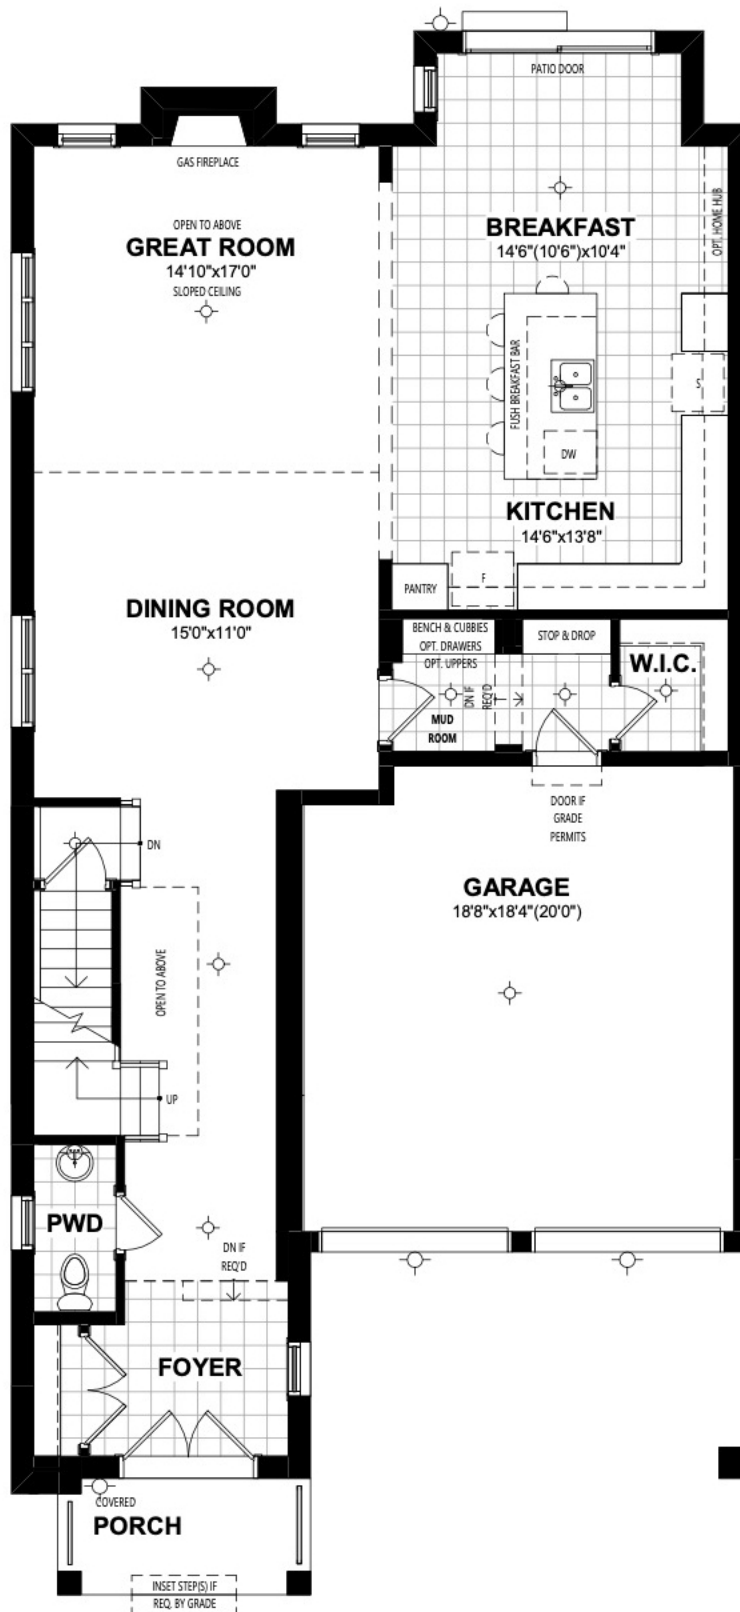 PATIO DOOR
GAS FIREPLACE
OPEN TO ABOVE
GREAT ROOM
14'10"x17'0"
SLOPED CEILING
BREAKFAST
14'6"(10'6")x10'4"
OPT. HOME HUB
FUSH BREAKFAST BAR
S
DW
KITCHEN
14'6"x13'8"
PANTRY
F
DINING ROOM
15'0"x11'0"
BENCH & CUBBIES
OPT. DRAWERS
OPT. UPPERS
STOP & DROP
W.I.C.
DN IF
REQ'D
MUD
ROOM
DOOR IF
GRADE
PERMITS
DN
GARAGE
18'8"x18'4"(20'0")
OPEN TO ABOVE
UP
PWD
DN IF
REQ'D
FOYER
COVERED
PORCH
INSET STEP(S) IF
REQ. BY GRADE